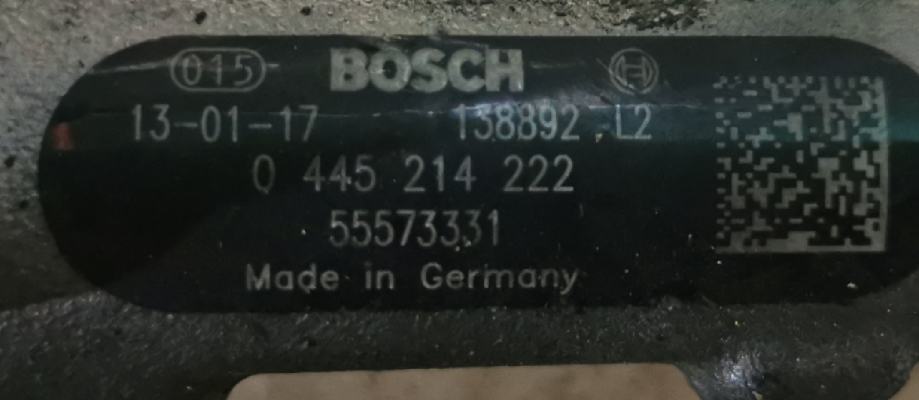 015 BOSCH
13-01-17 138892 L2
0 445 214 222
55573331
Made in Germany